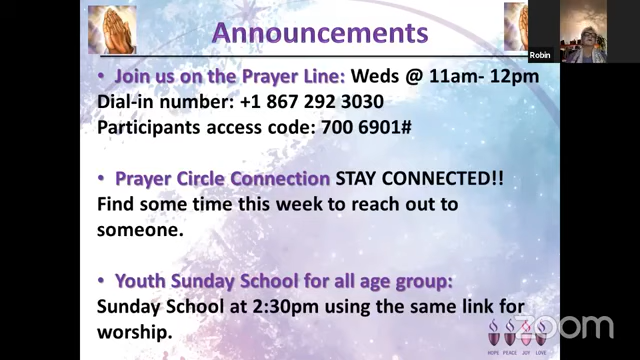 Announcements
Robin
• Join us on the Prayer Line: Weds @ 11am- 12pm
Dial-in number: +1 867 292 3030
Participants access code: 700 6901#
• Prayer Circle Connection STAY CONNECTED!!
Find some time this week to reach out to
someone.
• Youth Sunday School for all age group:
Sunday School at 2:30pm using the same link for
worship.
zoom
HOPE PEACE JOY LOVE